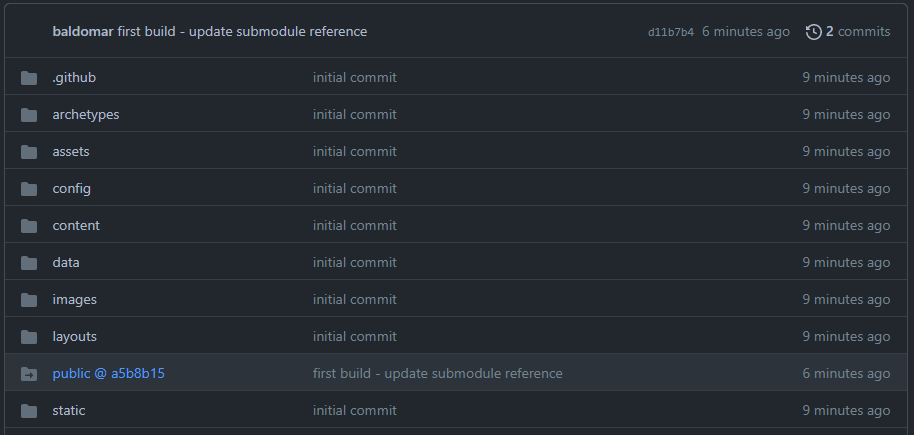 baldomar first build - update submodule reference d11b7b4 6 minutes ago 2 commits
.github initial commit 9 minutes ago
archetypes initial commit 9 minutes ago
assets initial commit 9 minutes ago
config initial commit 9 minutes ago
content initial commit 9 minutes ago
data initial commit 9 minutes ago
images initial commit 9 minutes ago
layouts initial commit 9 minutes ago
public @ a5b8b15 first build - update submodule reference 6 minutes ago
static initial commit 9 minutes ago